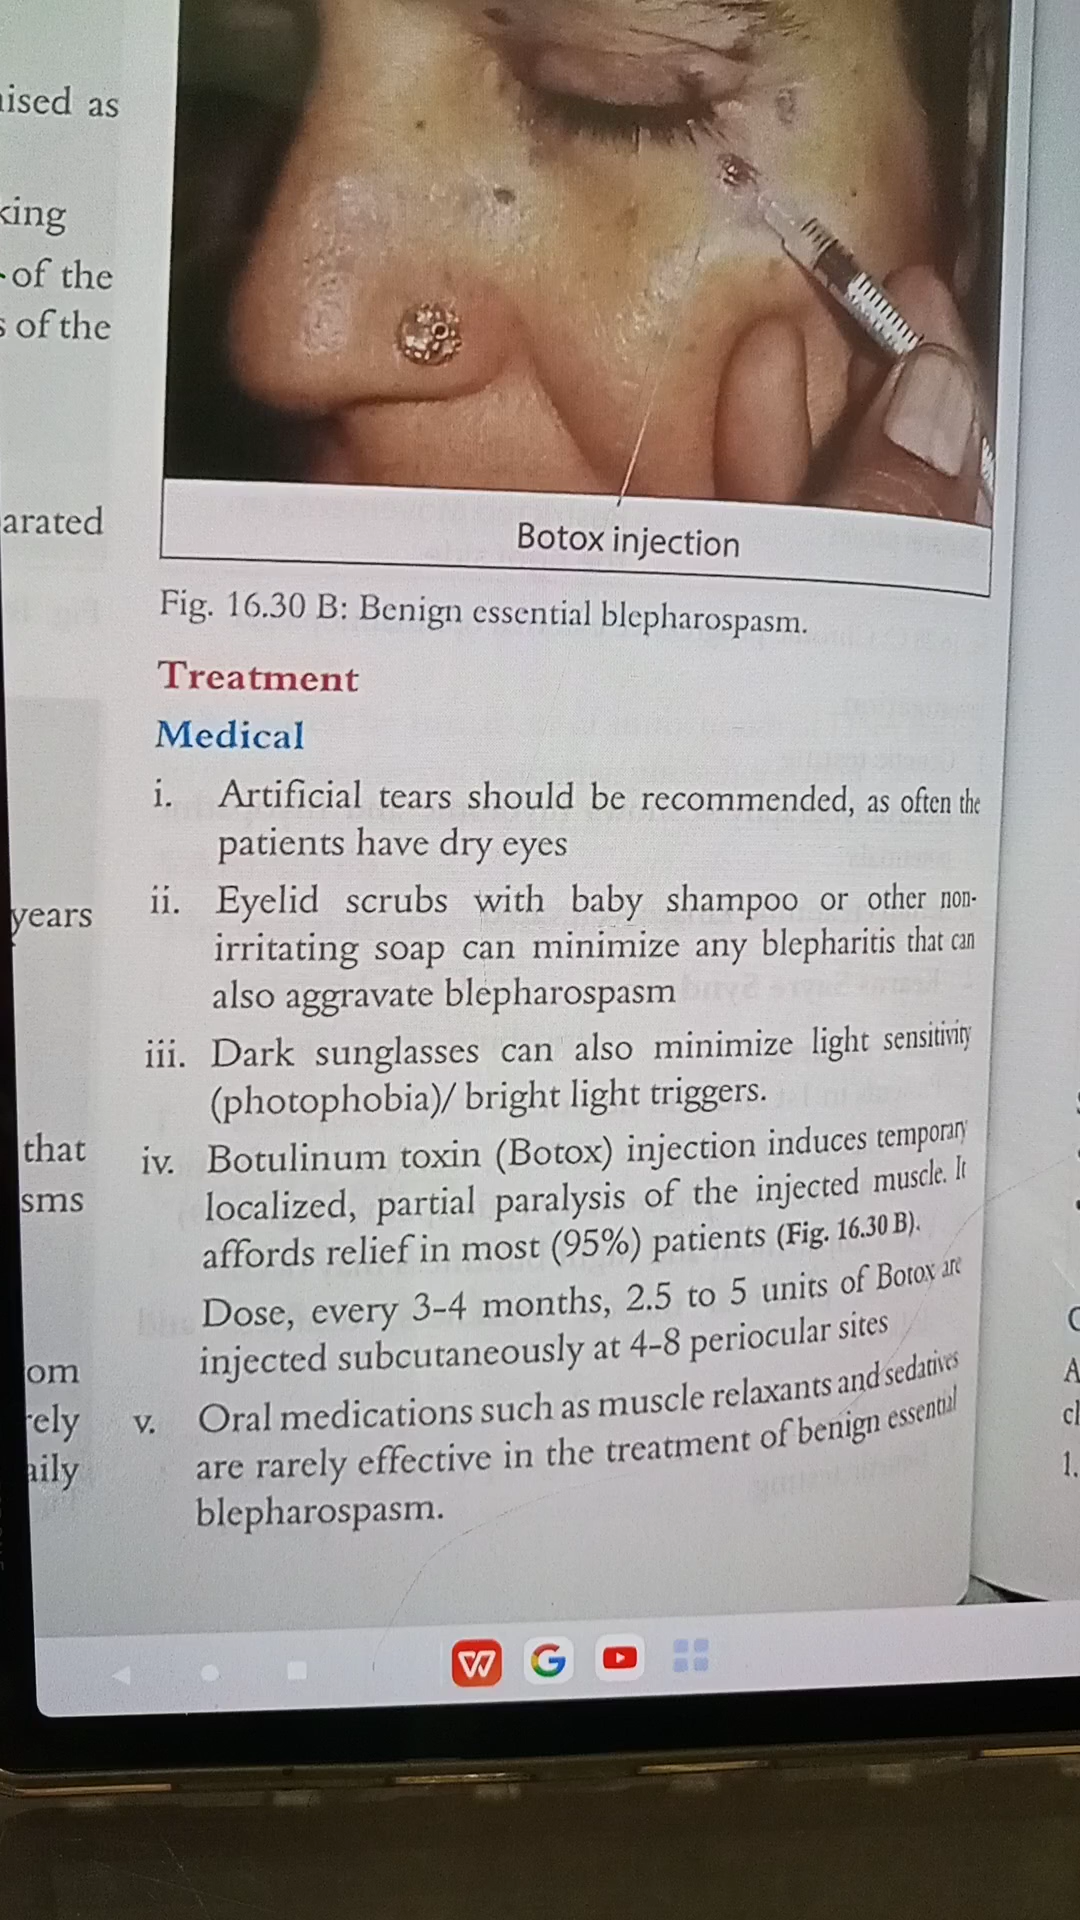 ised as
king
of the
s of the
arated
years
that
sms
om
rely
aily
Botox injection
Fig. 16.30 B: Benign essential blepharospasm.
Treatment
Medical
i. Artificial tears should be recommended, as often the
patients have dry eyes
ii. Eyelid scrubs with baby shampoo or other non-
irritating soap can minimize any blepharitis that can
also aggravate blepharospasm
iii. Dark sunglasses can also minimize light sensitivity
(photophobia)/ bright light triggers.
iv. Botulinum toxin (Botox) injection induces temporary
localized, partial paralysis of the injected muscle. It
affords relief in most (95%) patients (Fig. 16.30 B).
Dose, every 3-4 months, 2.5 to 5 units of Botox are
injected subcutaneously at 4-8 periocular sites
v. Oral medications such as muscle relaxants and sedatives
are rarely effective in the treatment of benign essential
blepharospasm.
A
cl
1.